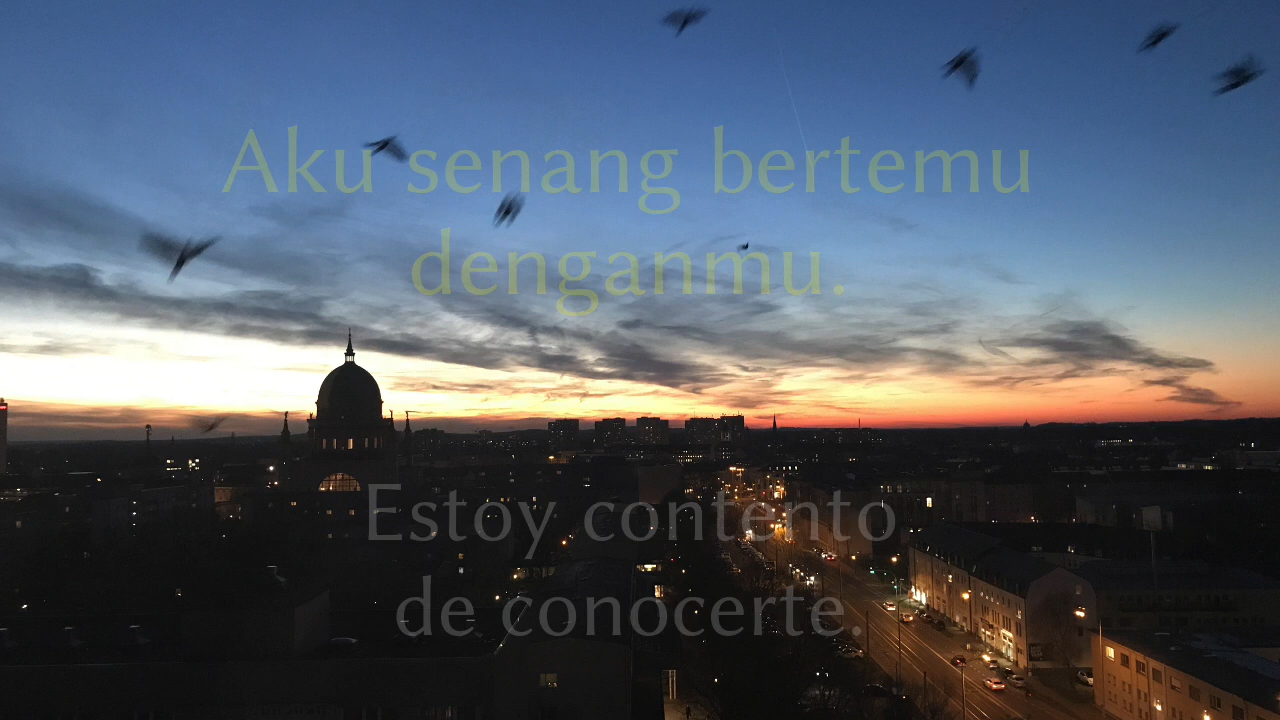 Aku senang bertemu
denganmu.
Estoy contento
de conocerte.